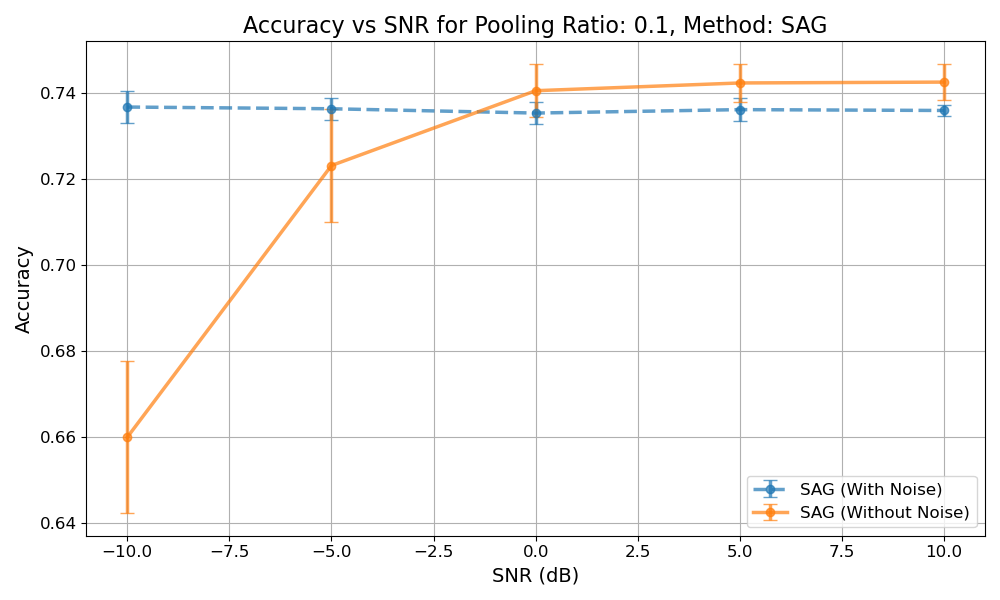 Accuracy vs SNR for Pooling Ratio: 0.1, Method: SAG
Accuracy
0.74
0.72
0.70
0.68
0.66
0.64
−10.0 −7.5 −5.0 −2.5 0.0 2.5 5.0 7.5 10.0
SNR (dB)
SAG (With Noise)
SAG (Without Noise)